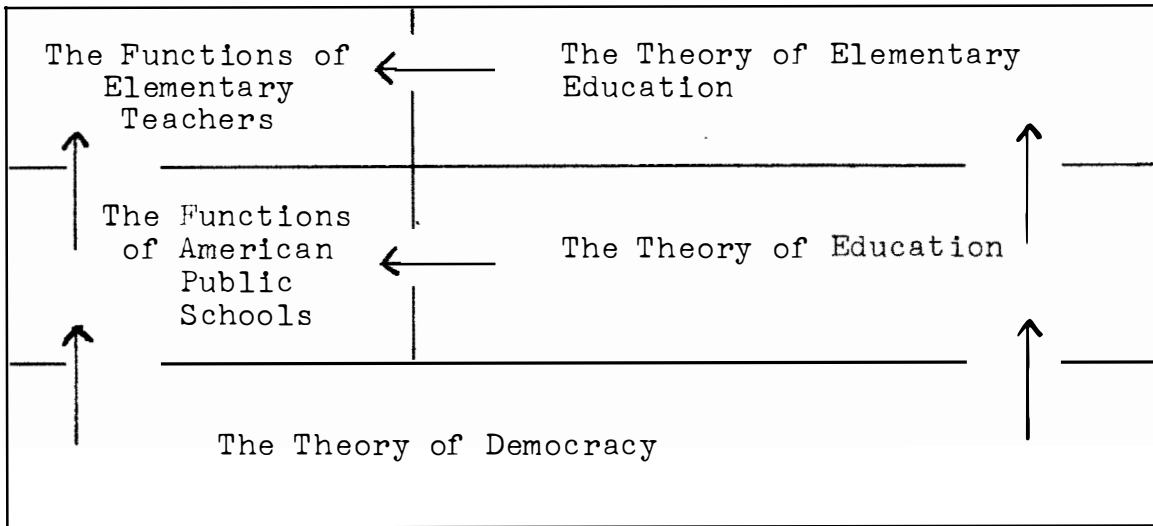 The Functions of
Elementary
Teachers
The Theory of Elementary
Education
The Functions
of American
Public
Schools
The Theory of Education
The Theory of Democracy